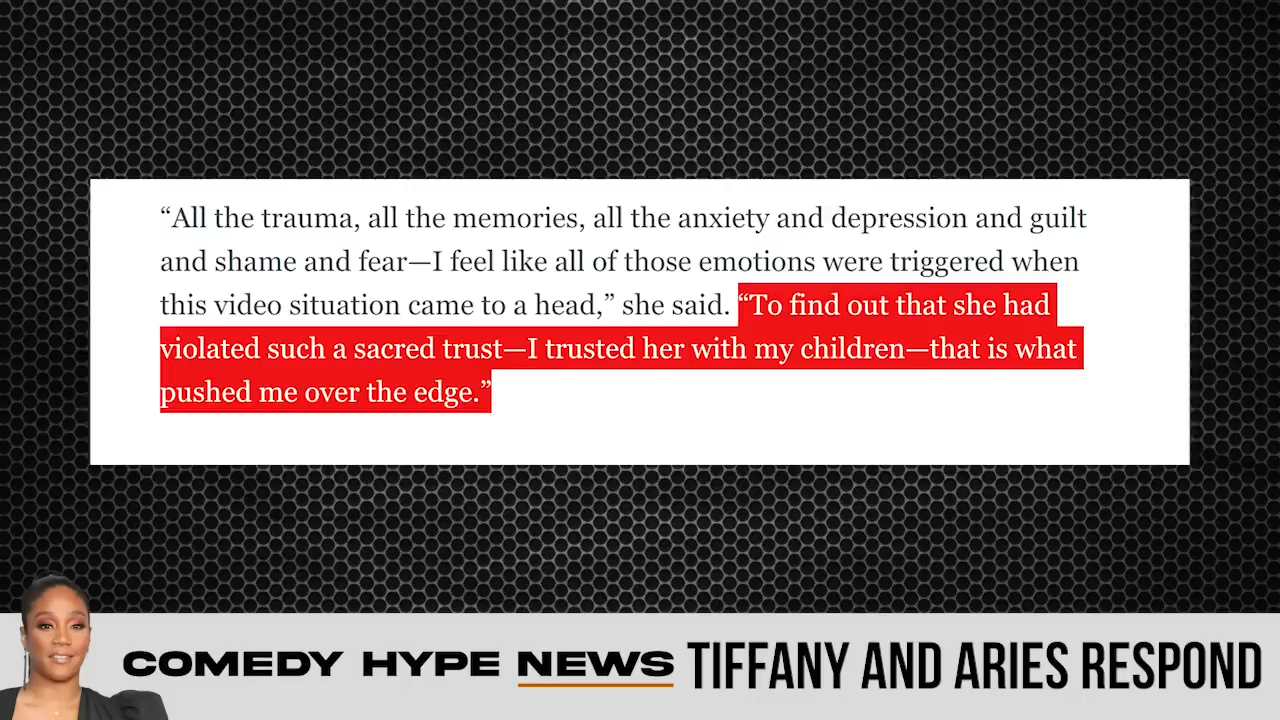 “All the trauma, all the memories, all the anxiety and depression and guilt
and shame and fear—I feel like all of those emotions were triggered when
this video situation came to a head,” she said. “To find out that she had
violated such a sacred trust—I trusted her with my children—that is what
pushed me over the edge.”
COMEDY HYPE NEWS TIFFANY AND ARIES RESPOND